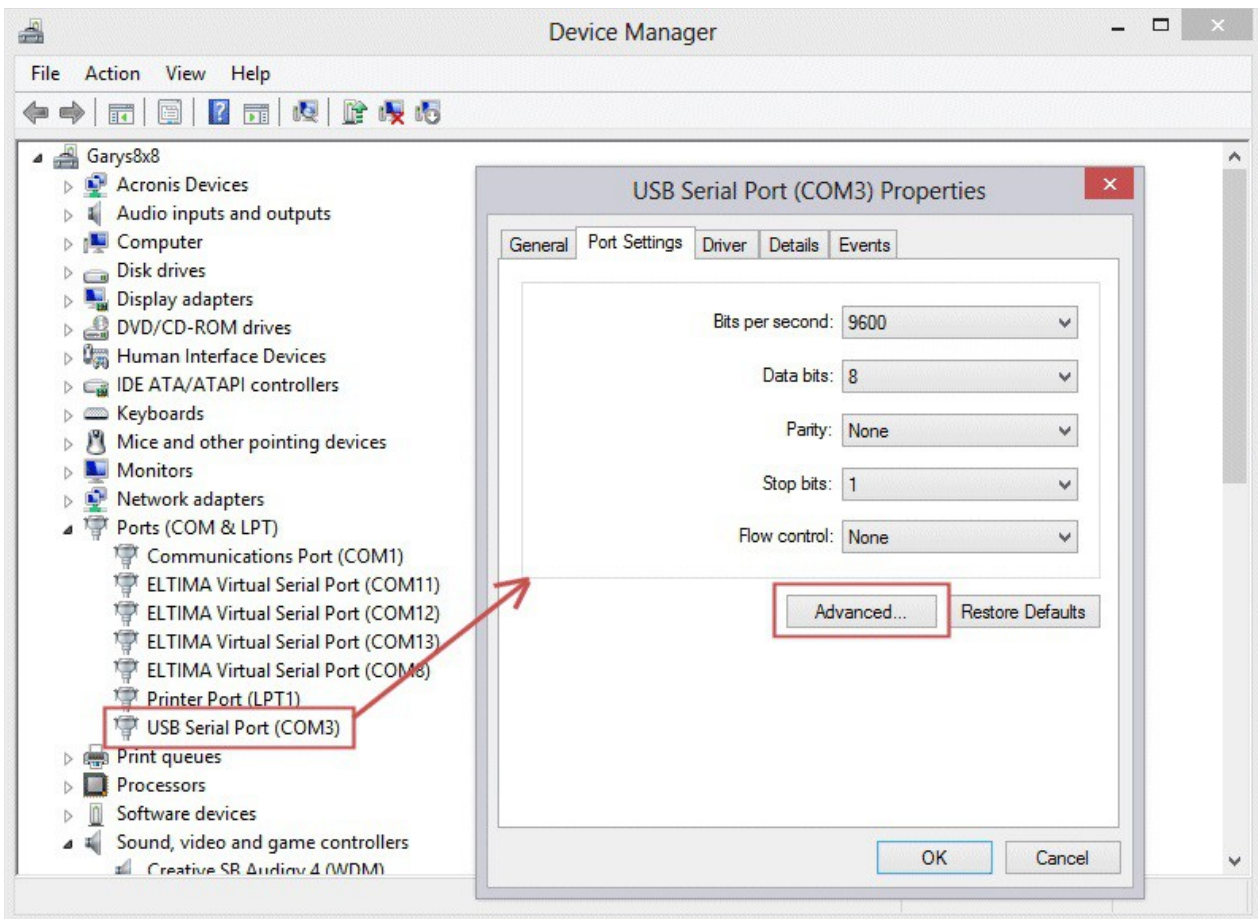 Device Manager
File Action View Help
Garys8x8
Acronis Devices
Audio inputs and outputs
Computer
Disk drives
Display adapters
DVD/CD-ROM drives
Human Interface Devices
IDE ATA/ATAPI controllers
Keyboards
Mice and other pointing devices
Monitors
Network adapters
Ports (COM & LPT)
Communications Port (COM1)
ELTIMA Virtual Serial Port (COM11)
ELTIMA Virtual Serial Port (COM12)
ELTIMA Virtual Serial Port (COM13)
ELTIMA Virtual Serial Port (COM8)
Printer Port (LPT1)
USB Serial Port (COM3)
Print queues
Processors
Software devices
Sound, video and game controllers
Creative SB Audigy 4 (WDM)
USB Serial Port (COM3) Properties
General Port Settings Driver Details Events
Bits per second: 9600
Data bits: 8
Parity: None
Stop bits: 1
Flow control: None
Advanced... Restore Defaults
OK Cancel